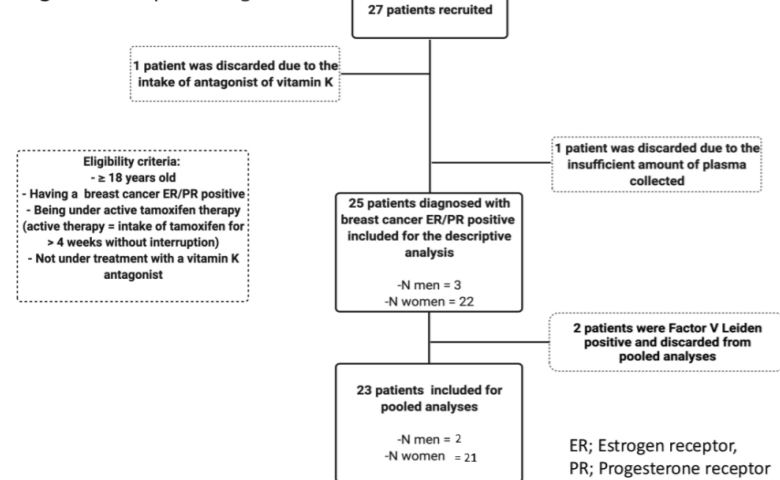 27 patients recruited
1 patient was discarded due to the
intake of antagonist of vitamin K
1 patient was discarded due to the
insufficient amount of plasma
collected
Eligibility criteria:
- ≥ 18 years old
- Having a breast cancer ER/PR positive
- Being under active tamoxifen therapy
(active therapy = intake of tamoxifen for
> 4 weeks without interruption)
- Not under treatment with a vitamin K
antagonist
25 patients diagnosed with
breast cancer ER/PR positive
included for the descriptive
analysis
-N men = 3
-N women = 22
2 patients were Factor V Leiden
positive and discarded from
pooled analyses
23 patients included for
pooled analyses
-N men = 2
-N women = 21
ER; Estrogen receptor,
PR; Progesterone receptor